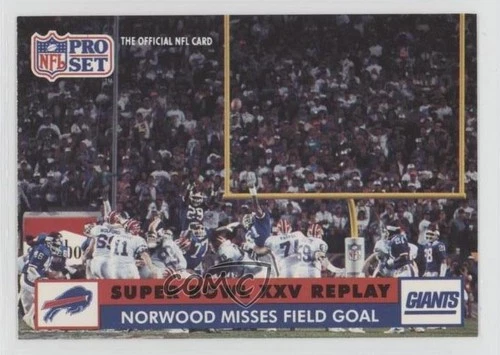 NFL PRO SET
THE OFFICIAL NFL CARD
SUPER BOWL XXV REPLAY
NORWOOD MISSES FIELD GOAL
GIANTS